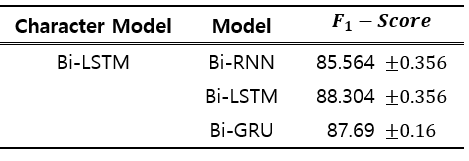 Character Model Model F₁ − Score
Bi-LSTM Bi-RNN 85.564 ±0.356
Bi-LSTM 88.304 ±0.356
Bi-GRU 87.69 ±0.16